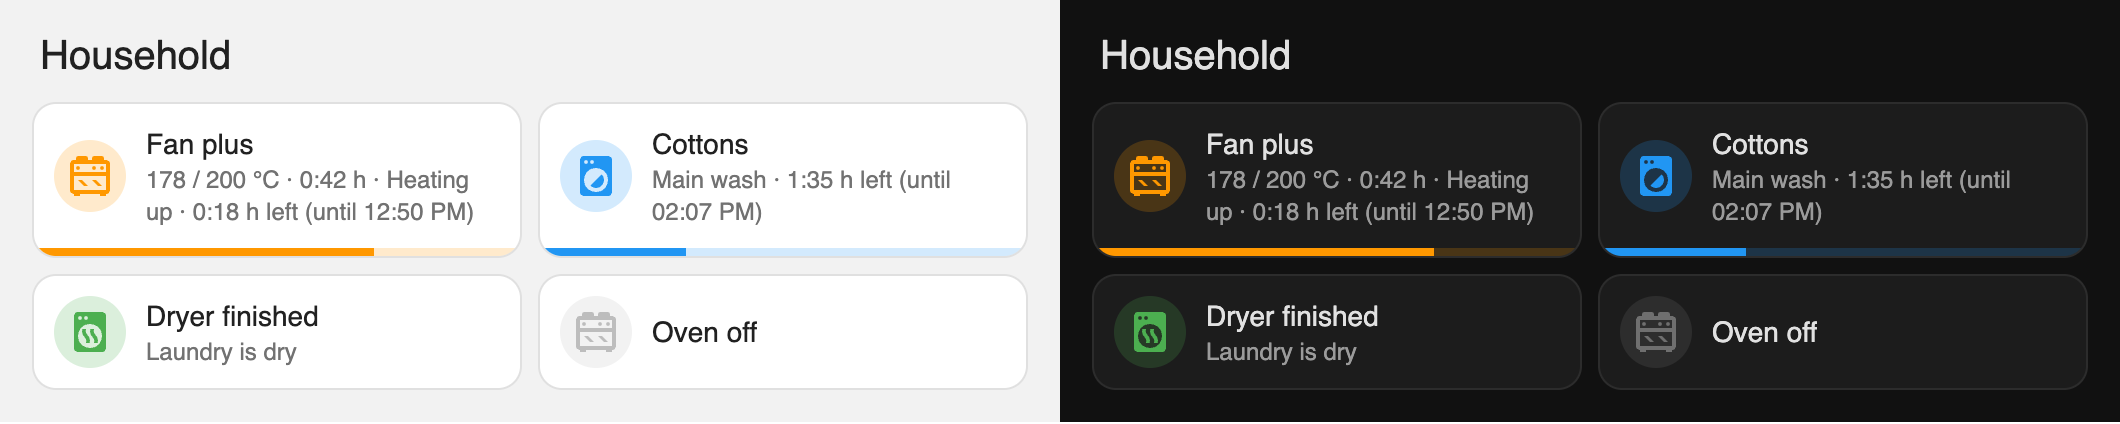 Household
Fan plus
178 / 200 °C · 0:42 h · Heating
up · 0:18 h left (until 12:50 PM)
Cottons
Main wash · 1:35 h left (until
02:07 PM)
Dryer finished
Laundry is dry
Oven off
Household
Fan plus
178 / 200 °C · 0:42 h · Heating
up · 0:18 h left (until 12:50 PM)
Cottons
Main wash · 1:35 h left (until
02:07 PM)
Dryer finished
Laundry is dry
Oven off